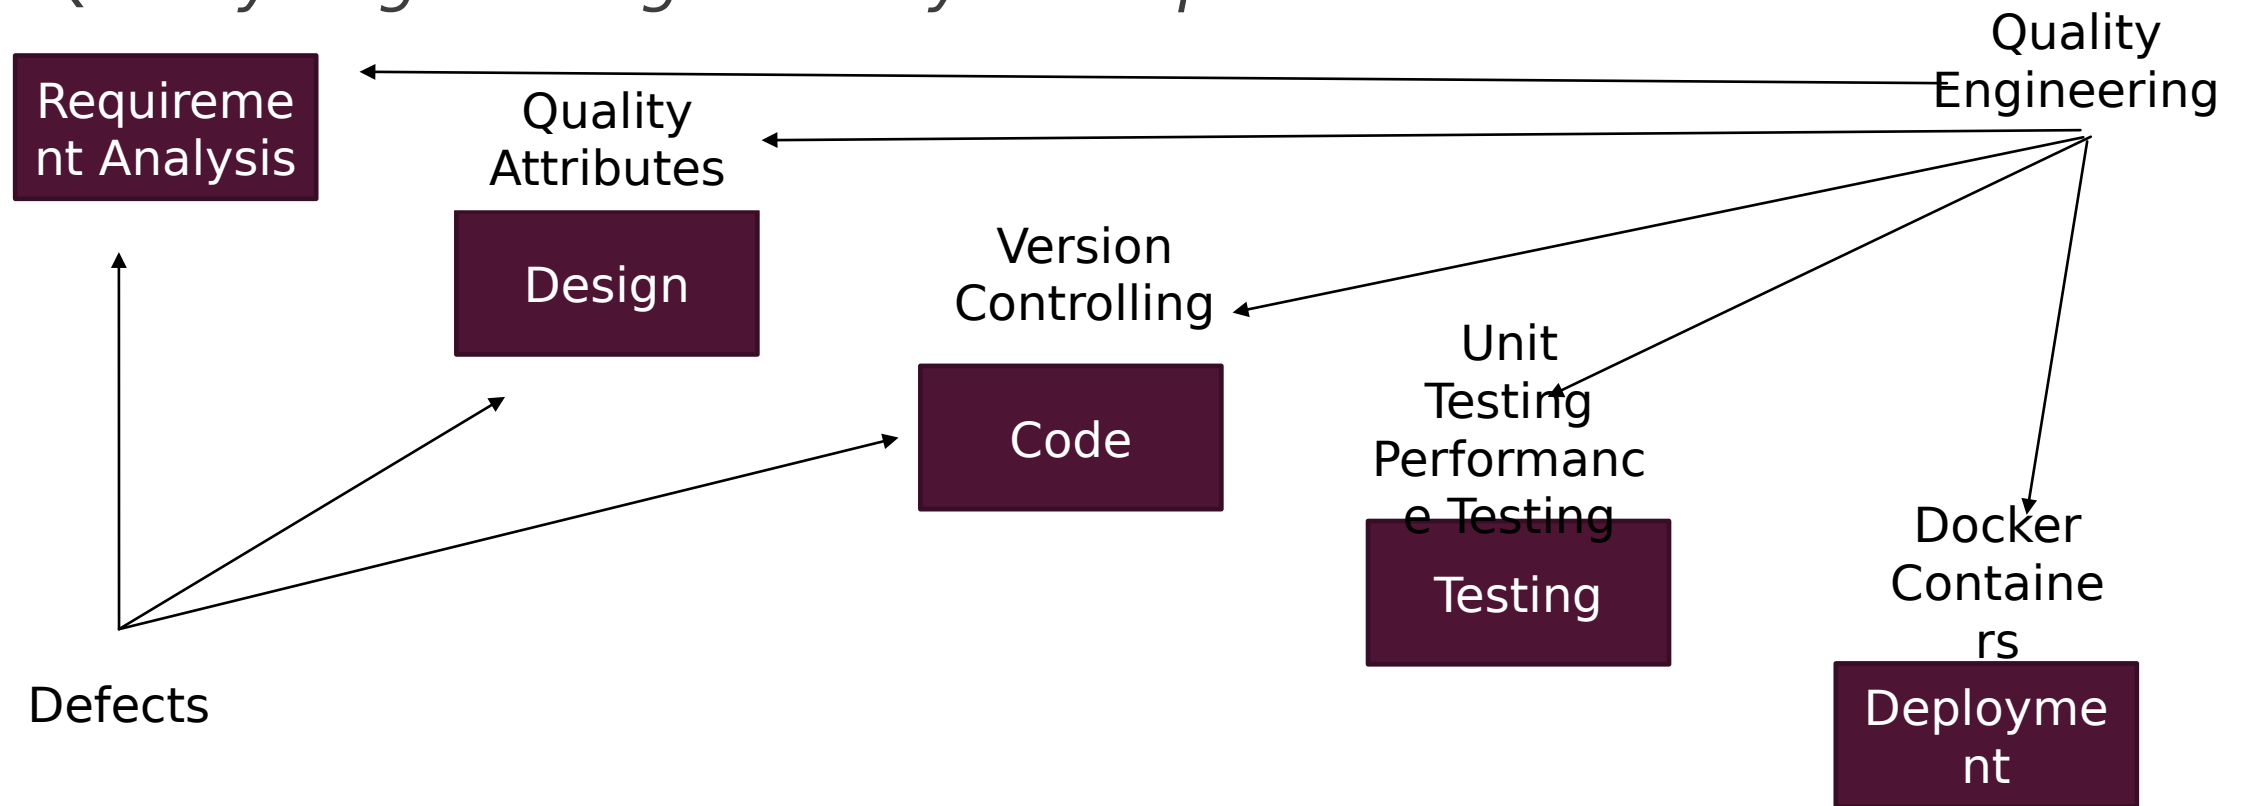 Quality
Engineering
Requireme
nt Analysis
Quality
Attributes
Design
Version
Controlling
Code
Unit
Testing
Performanc
e Testing
Testing
Docker
Containe
rs
Deployme
nt
Defects